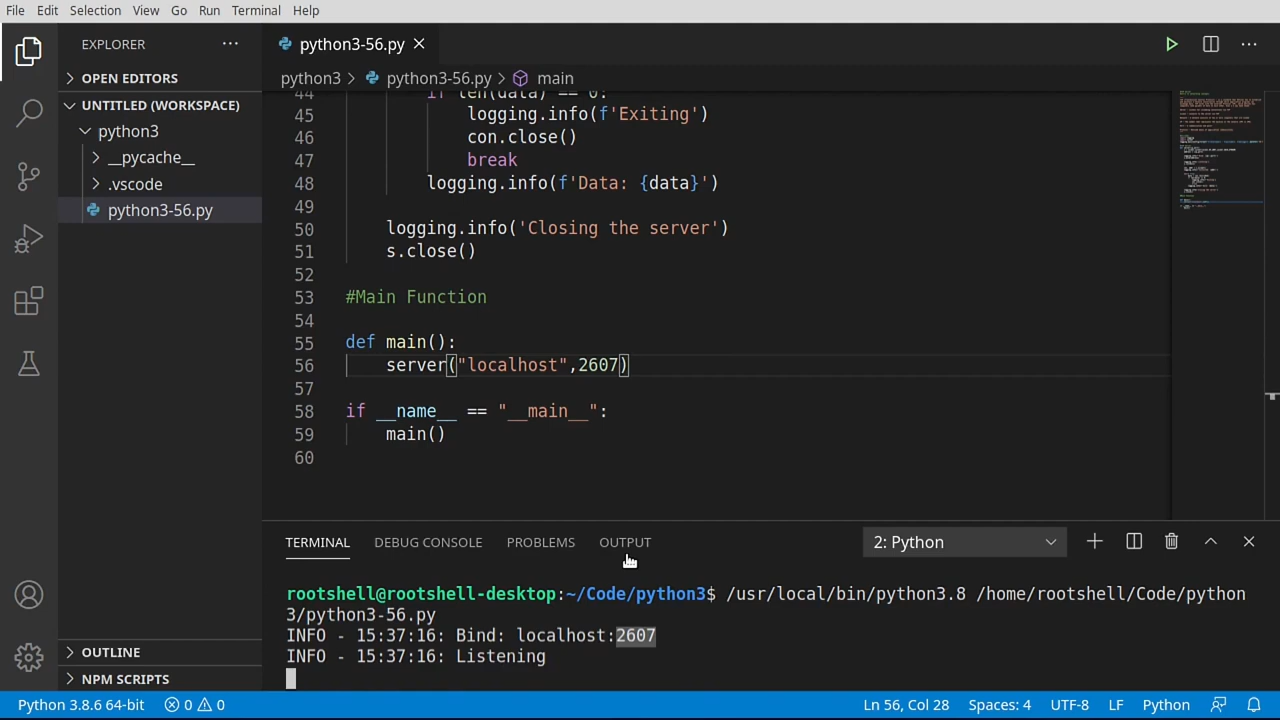 File Edit Selection View Go Run Terminal Help
EXPLORER
python3-56.py
OPEN EDITORS
python3 > python3-56.py > main
UNTITLED (WORKSPACE)
python3
__pycache__
.vscode
python3-56.py
44 if len(data) == 0:
45 logging.info(f'Exiting')
46 con.close()
47 break
48 logging.info(f'Data: {data}')
49
50 logging.info('Closing the server')
51 s.close()
52
53 #Main Function
54
55 def main():
56 server("localhost",2607)
57
58 if __name__ == "__main__":
59 main()
60
TERMINAL DEBUG CONSOLE PROBLEMS OUTPUT 2: Python
rootshell@rootshell-desktop:~/Code/python3$ /usr/local/bin/python3.8 /home/rootshell/Code/python
3/python3-56.py
INFO - 15:37:16: Bind: localhost:2607
INFO - 15:37:16: Listening
OUTLINE
NPM SCRIPTS
Python 3.8.6 64-bit 0 0 Ln 56, Col 28 Spaces: 4 UTF-8 LF Python